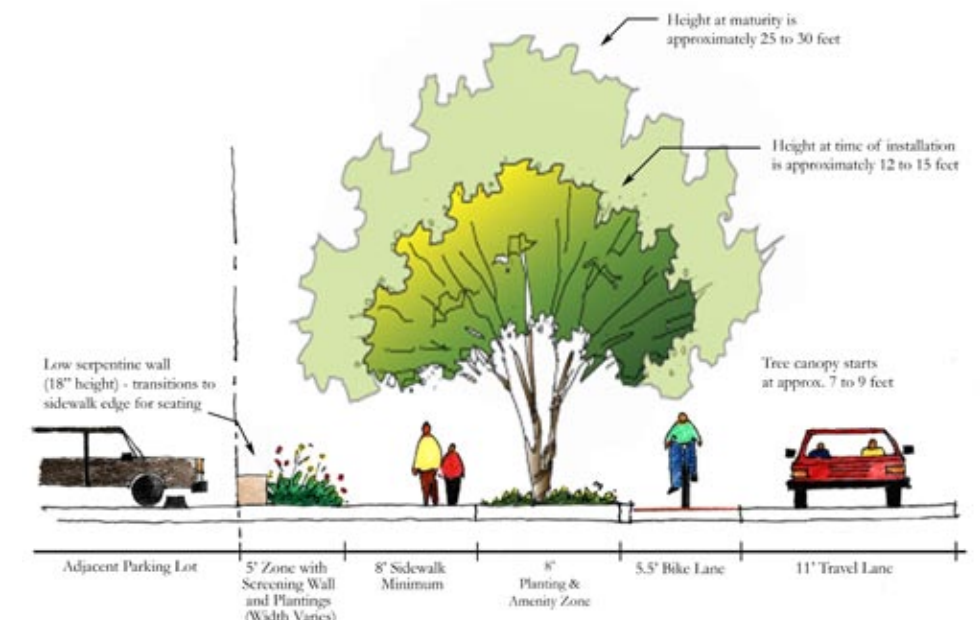 Height at maturity is
approximately 25 to 30 feet
Height at time of installation
is approximately 12 to 15 feet
Low serpentine wall
(18" height) - transitions to
sidewalk edge for seating
Tree canopy starts
at approx. 7 to 9 feet
Adjacent Parking Lot
5' Zone with
Screening Wall
and Plantings
(Width Varies)
8' Sidewalk
Minimum
8'
Planting &
Amenity Zone
5.5' Bike Lane
11' Travel Lane